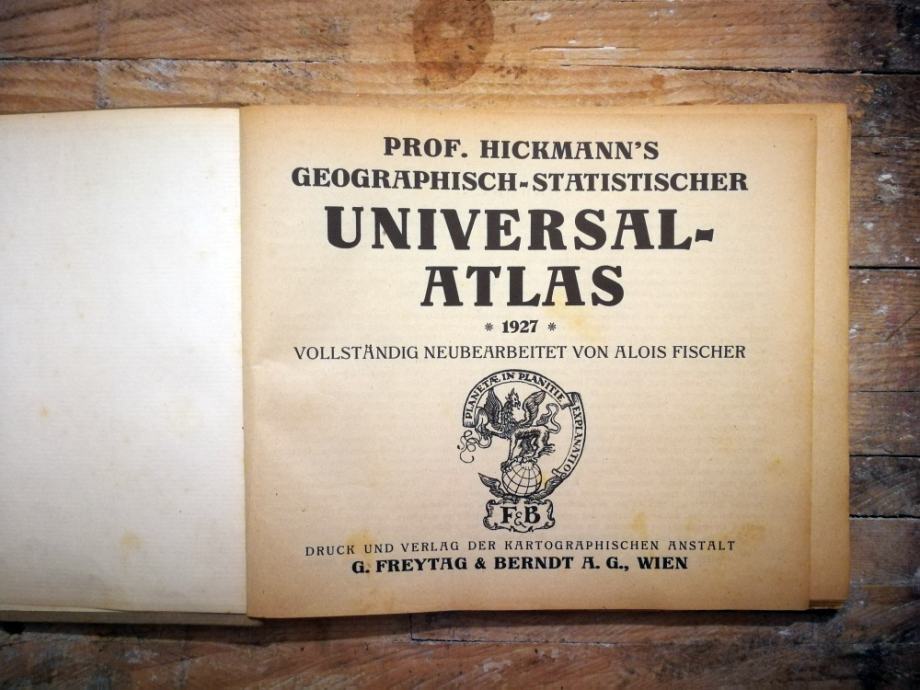 PROF. HICKMANN'S
GEOGRAPHISCH-STATISTISCHER
UNIVERSAL-
ATLAS
* 1927 *
VOLLSTÄNDIG NEUBEARBEITET VON ALOIS FISCHER
PLANETÆ IN PLANITIE EXPLANATIO
F&B
DRUCK UND VERLAG DER KARTOGRAPHISCHEN ANSTALT
G. FREYTAG & BERNDT A. G., WIEN